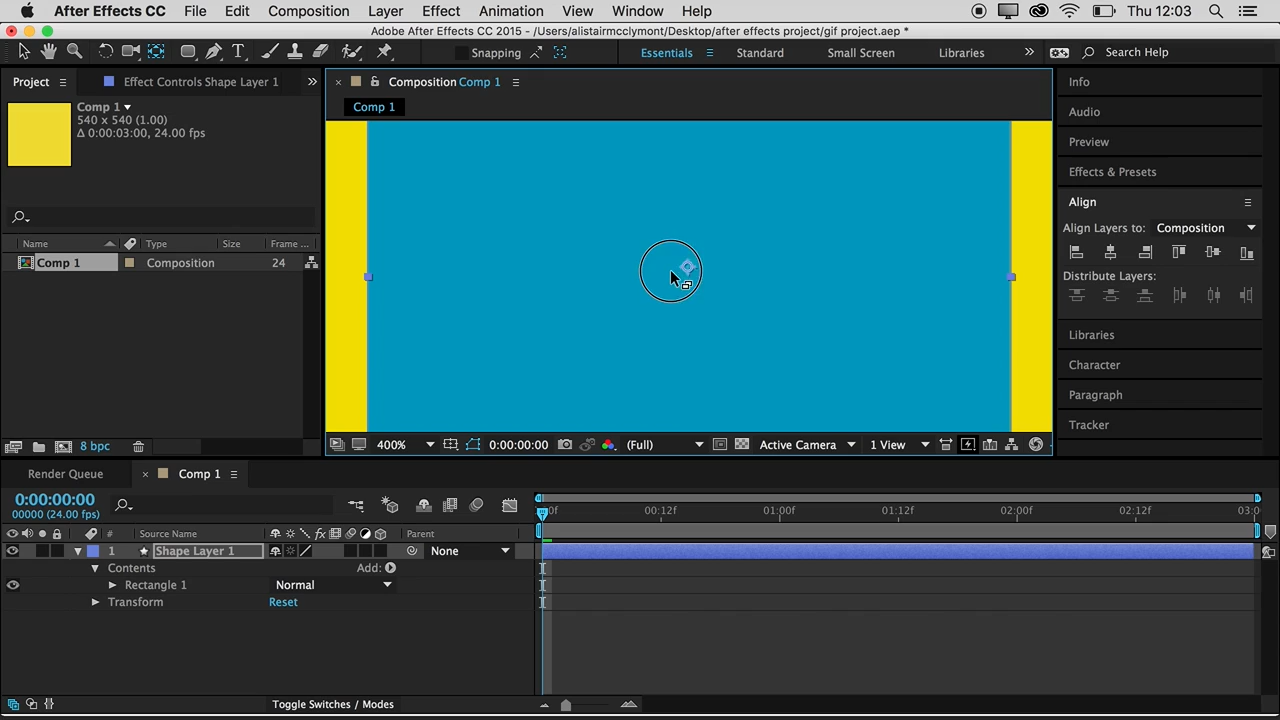 After Effects CC File Edit Composition Layer Effect Animation View Window Help Thu 12:03
Adobe After Effects CC 2015 - /Users/alistairmcclymont/Desktop/after effects project/gif project.aep *
Snapping Essentials Standard Small Screen Libraries Search Help
Project Effect Controls Shape Layer 1
Composition Comp 1
Info
Comp 1
540 x 540 (1.00)
Δ 0:00:03:00, 24.00 fps
Comp 1
Audio
Preview
Effects & Presets
Align
Align Layers to: Composition
Name Type Size Frame ...
Comp 1 Composition 24
Distribute Layers:
Libraries
Character
Paragraph
Tracker
8 bpc
400% 0:00:00:00 (Full) Active Camera 1 View
Render Queue Comp 1
0:00:00:00
00000 (24.00 fps)
00:12f 01:00f 01:12f 02:00f 02:12f 03:0
# Source Name Parent
1 Shape Layer 1 None
Contents Add:
Rectangle 1 Normal
Transform Reset
Toggle Switches / Modes